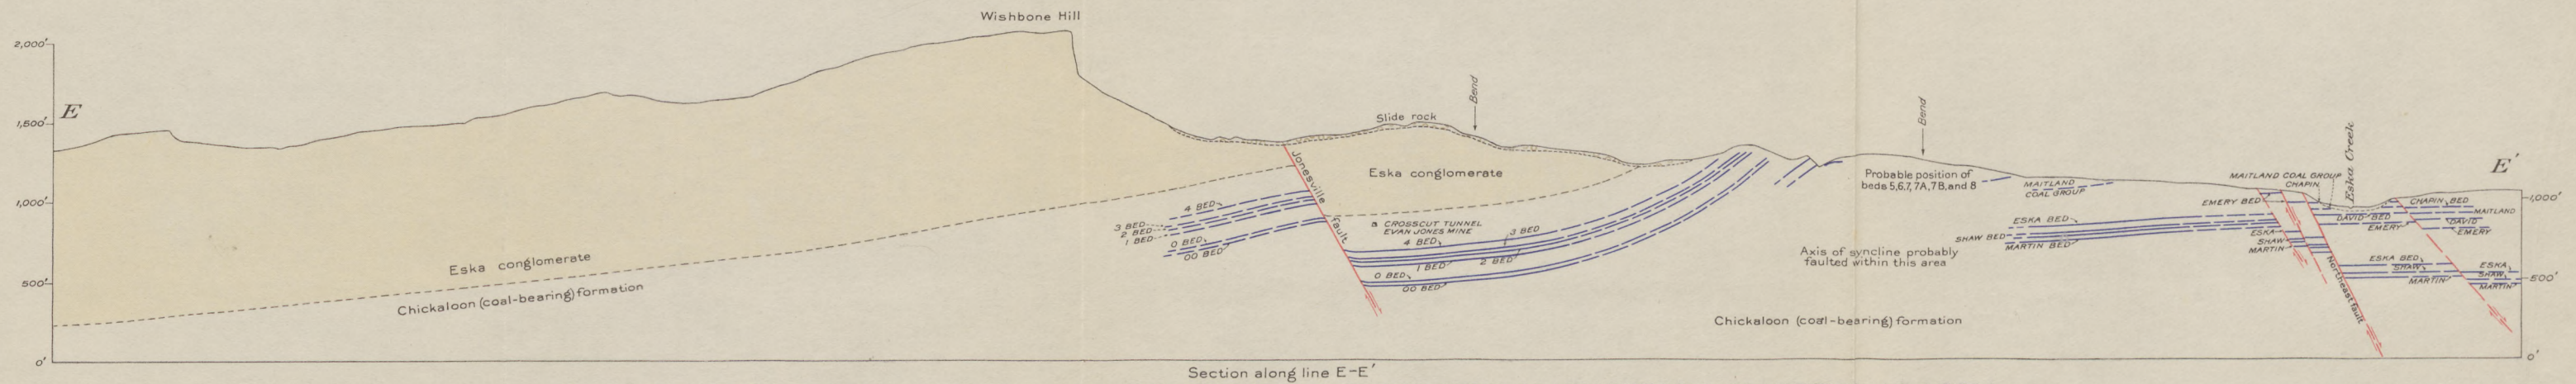 Wishbone Hill
2,000'
1,500'
1,000'
500'
0'
E
Bend
Slide rock
Bend
Eska Creek
E'
Jonesville fault
Eska conglomerate
Probable position of
beds 5,6,7, 7A, 7B, and 8
MAITLAND
COAL GROUP
MAITLAND COAL GROUP
CHAPIN
EMERY BED
CHAPIN BED
MAITLAND
DAVID BED
DAVID
EMERY
EMERY
1,000'
4 BED
3 BED
2 BED
1 BED
0 BED
00 BED
a CROSSCUT TUNNEL
EVAN JONES MINE
4 BED
3 BED
1 BED
2 BED
0 BED
00 BED
ESKA BED
SHAW BED
MARTIN BED
ESKA
SHAW
MARTIN
Axis of syncline probably
faulted within this area
Northeast fault
ESKA BED
SHAW
MARTIN
ESKA
SHAW
MARTIN
500'
Eska conglomerate
Chickaloon (coal-bearing) formation
Chickaloon (coal-bearing) formation
0'
Section along line E-E'